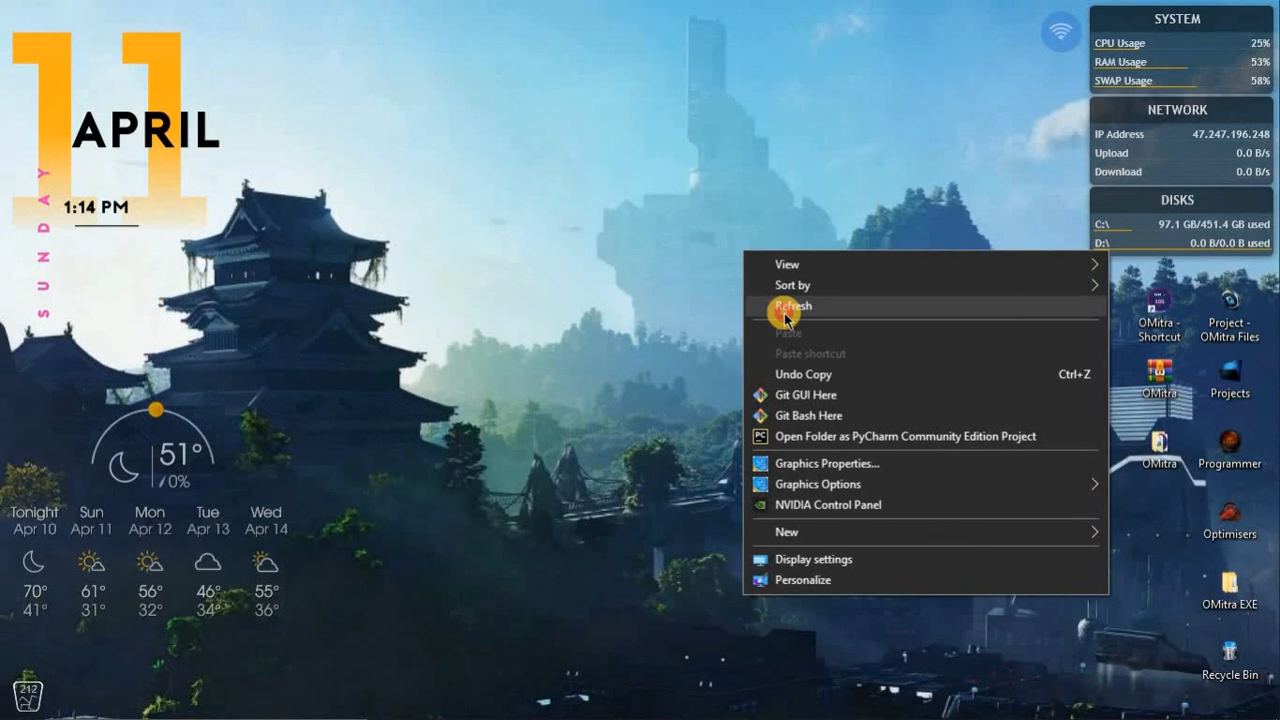 11
APRIL
SUNDAY
1:14 PM
51°
0%
Tonight Sun Mon Tue Wed
Apr 10 Apr 11 Apr 12 Apr 13 Apr 14
70° 61° 56° 46° 55°
41° 31° 32° 34° 36°
212
View
Sort by
Refresh
Paste
Paste shortcut
Undo Copy Ctrl+Z
Git GUI Here
Git Bash Here
PC Open Folder as PyCharm Community Edition Project
Graphics Properties...
Graphics Options
NVIDIA Control Panel
New
Display settings
Personalize
SYSTEM
CPU Usage 25%
RAM Usage 53%
SWAP Usage 58%
NETWORK
IP Address 47.247.196.248
Upload 0.0 B/s
Download 0.0 B/s
DISKS
C:\ 97.1 GB/451.4 GB used
D:\ 0.0 B/0.0 B used
OMitra - Shortcut
Project - OMitra Files
OMitra
Projects
OMitra
Programmer
Optimisers
OMitra EXE
Recycle Bin